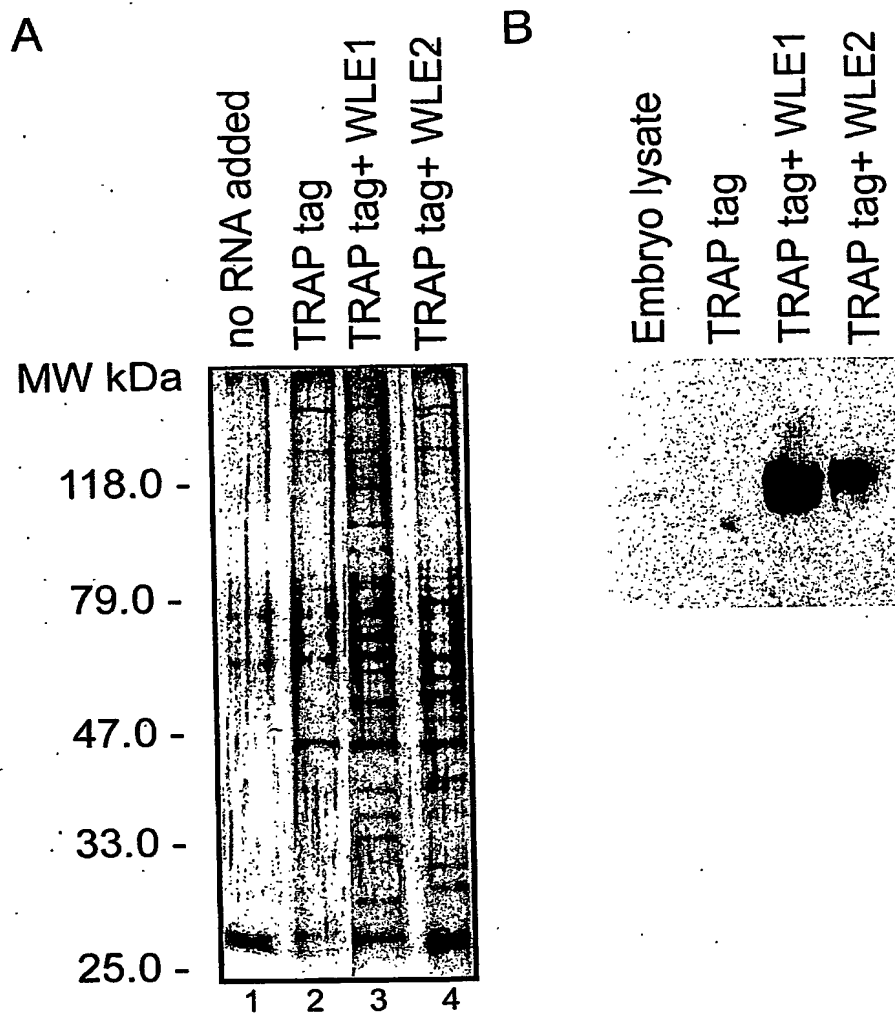 A
no RNA added
TRAP tag
TRAP tag+ WLE1
TRAP tag+ WLE2
MW kDa
118.0 -
79.0 -
47.0 -
33.0 -
25.0 -
1 2 3 4
B
Embryo lysate
TRAP tag
TRAP tag+ WLE1
TRAP tag+ WLE2